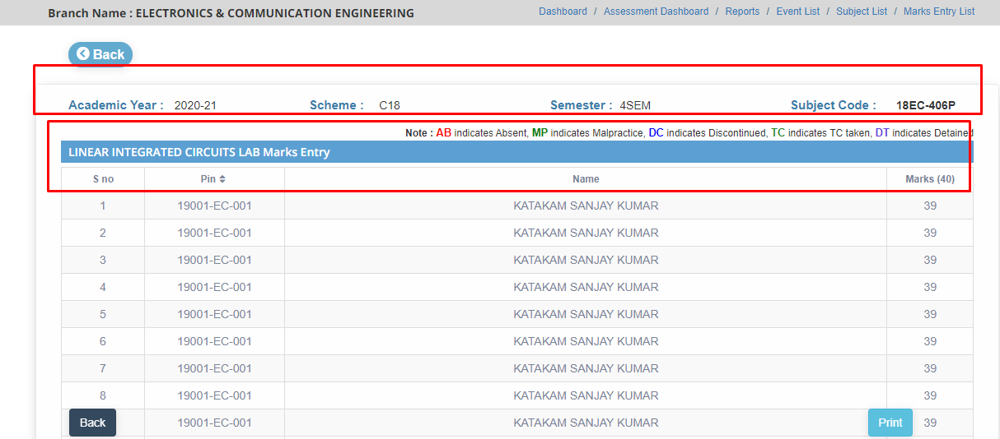 Branch Name : ELECTRONICS & COMMUNICATION ENGINEERING Dashboard / Assessment Dashboard / Reports / Event List / Subject List / Marks Entry List
Back
Academic Year : 2020-21 Scheme : C18 Semester : 4SEM Subject Code : 18EC-406P
Note : AB indicates Absent, MP indicates Malpractice, DC indicates Discontinued, TC indicates TC taken, DT indicates Detained
LINEAR INTEGRATED CIRCUITS LAB Marks Entry
S no Pin Name Marks (40)
1 19001-EC-001 KATAKAM SANJAY KUMAR 39
2 19001-EC-001 KATAKAM SANJAY KUMAR 39
3 19001-EC-001 KATAKAM SANJAY KUMAR 39
4 19001-EC-001 KATAKAM SANJAY KUMAR 39
5 19001-EC-001 KATAKAM SANJAY KUMAR 39
6 19001-EC-001 KATAKAM SANJAY KUMAR 39
7 19001-EC-001 KATAKAM SANJAY KUMAR 39
8 19001-EC-001 KATAKAM SANJAY KUMAR 39
Back 19001-EC-001 KATAKAM SANJAY KUMAR Print 39